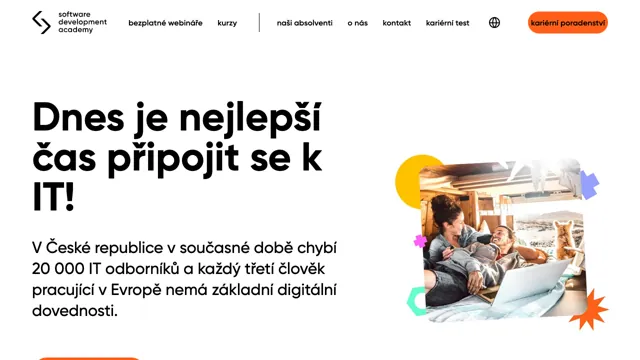 software
development
academy
bezplatné webináře
kurzy
naši absolventi
o nás
kontakt
kariérní test
kariérní poradenství
Dnes je nejlepší
čas připojit se k
IT!
V České republice v současné době chybí
20 000 IT odborníků a každý třetí člověk
pracující v Evropě nemá základní digitální
dovednosti.